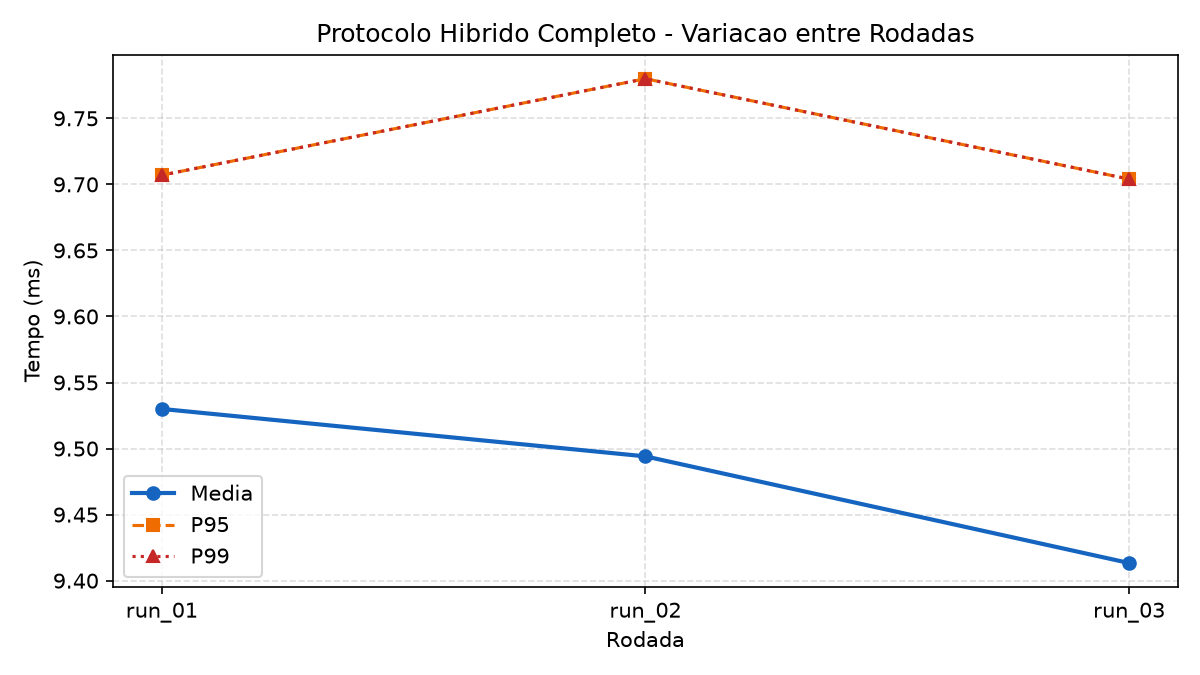 Protocolo Hibrido Completo - Variacao entre Rodadas
Tempo (ms)
9.75
9.70
9.65
9.60
9.55
9.50
9.45
9.40
Media
P95
P99
run_01
run_02
run_03
Rodada